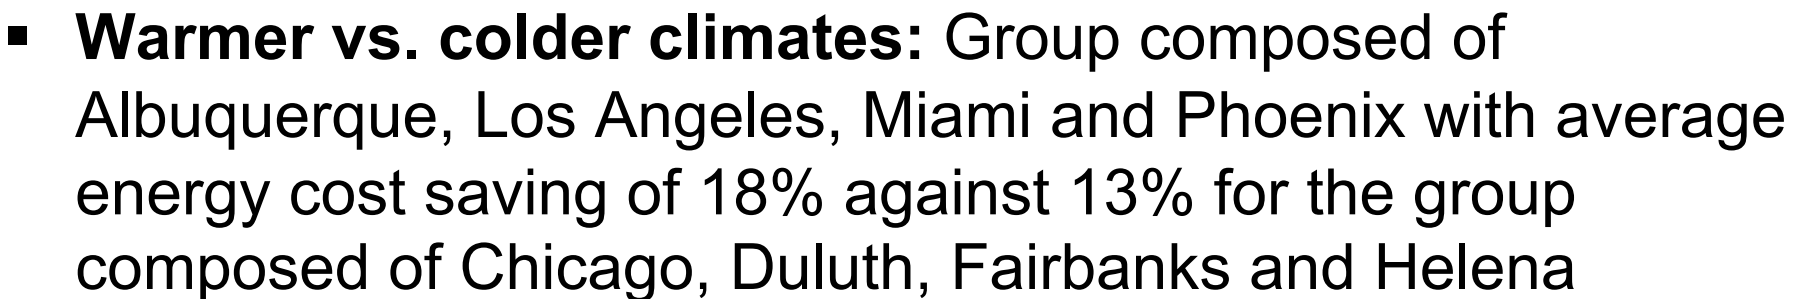 ▪ Warmer vs. colder climates: Group composed of
Albuquerque, Los Angeles, Miami and Phoenix with average
energy cost saving of 18% against 13% for the group
composed of Chicago, Duluth, Fairbanks and Helena